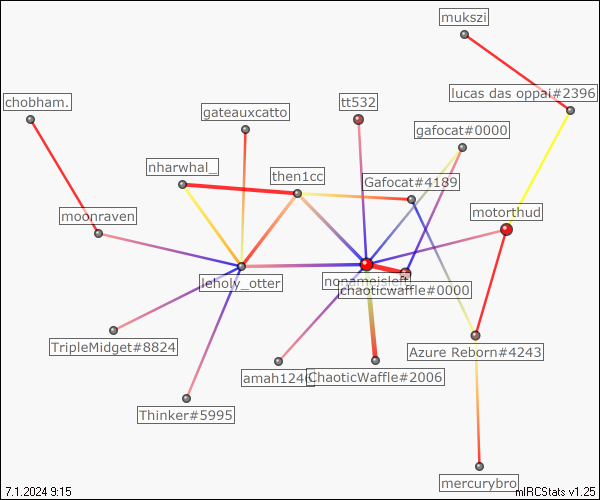 mukszi
lucas das oppai#2396
chobham.
gateauxcatto
tt532
gafocat#0000
nharwhal_
then1cc
Gafocat#4189
moonraven
motorthud
leholy_otter
nonameisleft
chaoticwaffle#0000
TripleMidget#8824
Azure Reborn#4243
amah1246
ChaoticWaffle#2006
Thinker#5995
mercurybro
7.1.2024 9:15
mIRCStats v1.25